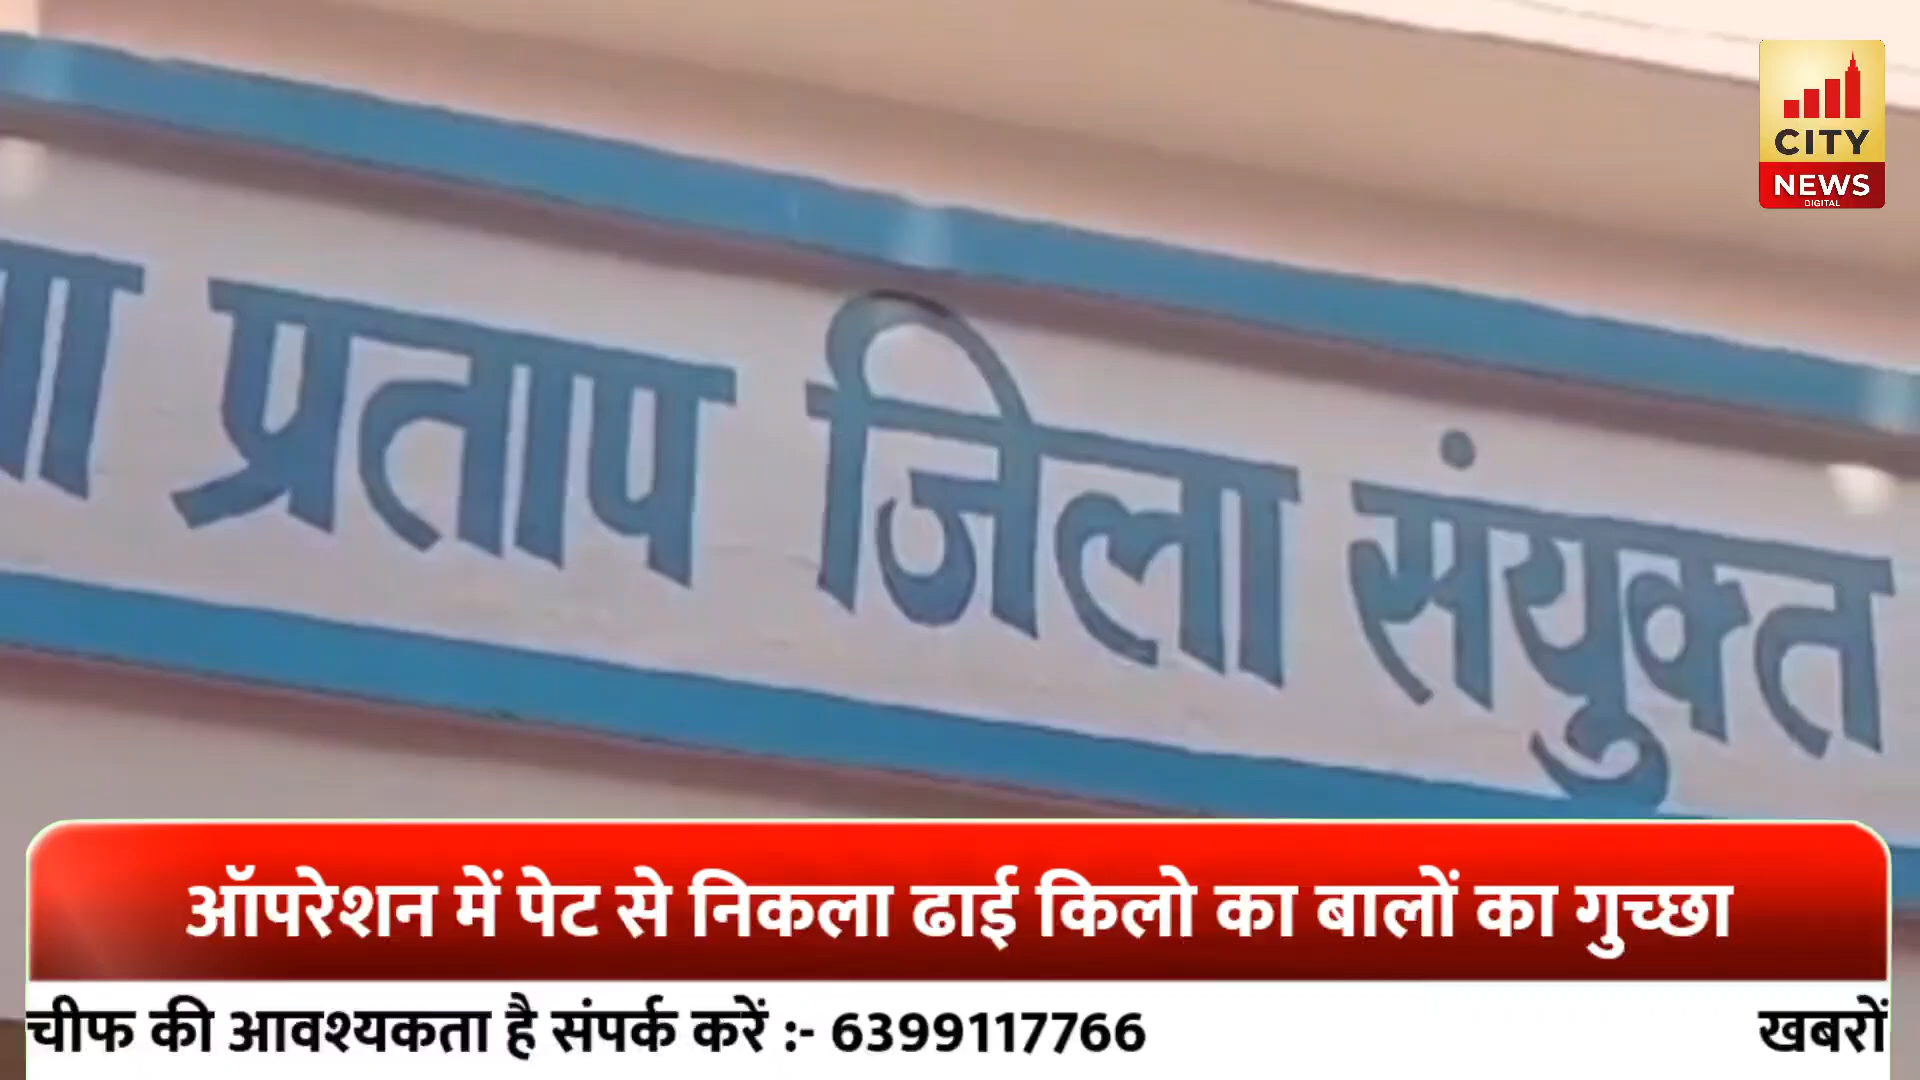 CITY
NEWS
DIGITAL
प्रताप जिला संयुक्त
ऑपरेशन में पेट से निकला ढाई किलो का बालों का गुच्छा
चीफ की आवश्यकता है संपर्क करें :- 6399117766 खबरों